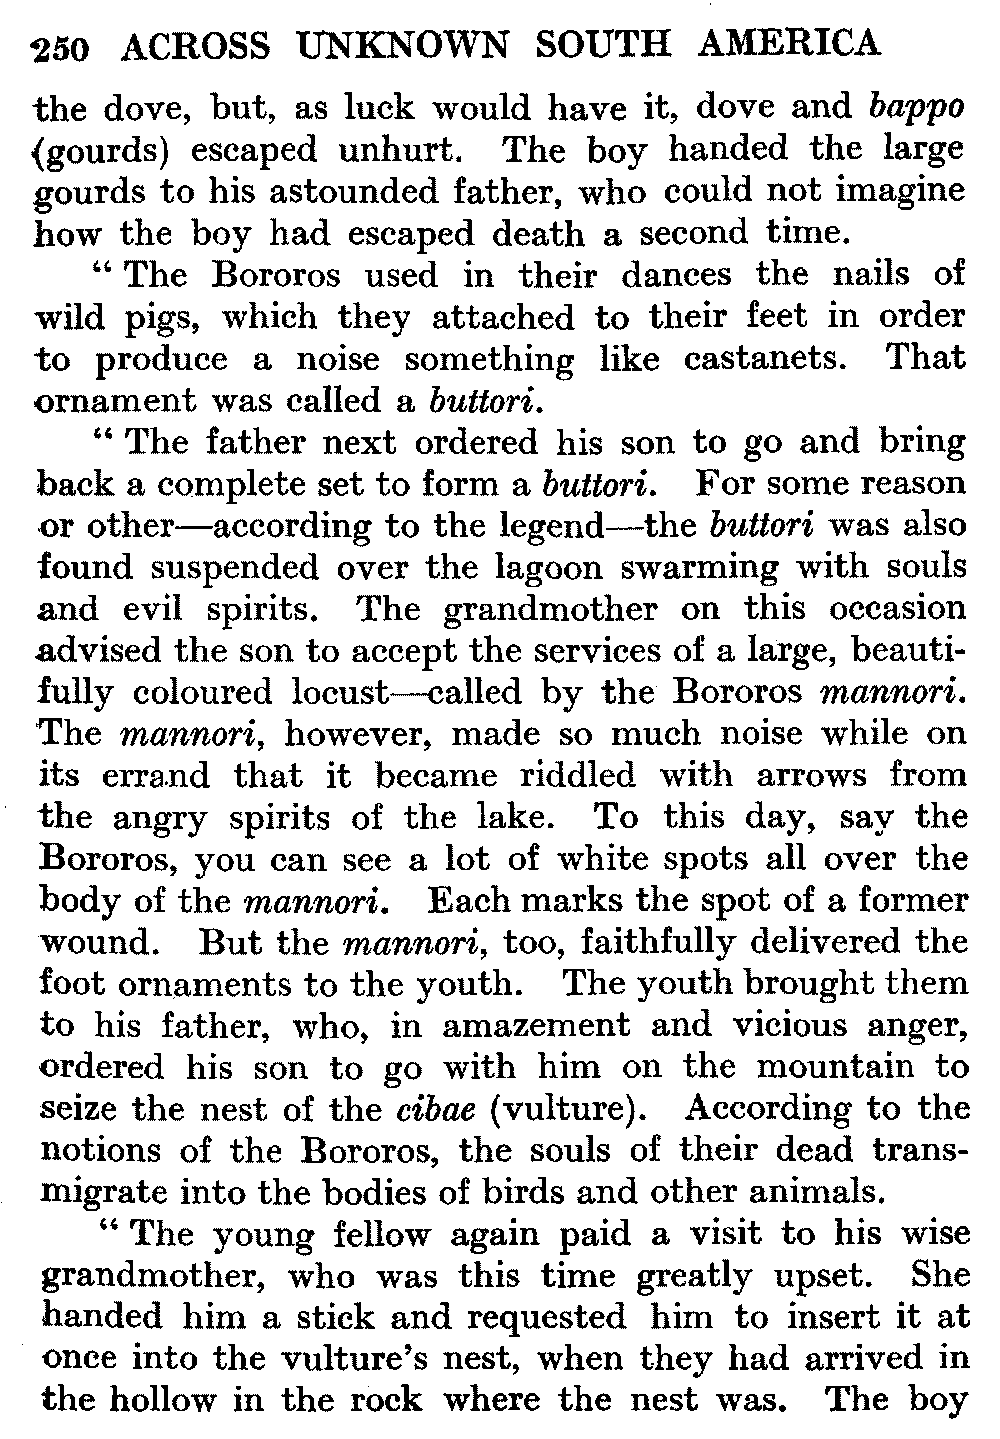 250 ACROSS UNKNOWN SOUTH AMERICA
the dove, but, as luck would have it, dove and bappo
(gourds) escaped unhurt. The boy handed the large
gourds to his astounded father, who could not imagine
how the boy had escaped death a second time.
“ The Bororos used in their dances the nails of
wild pigs, which they attached to their feet in order
to produce a noise something like castanets. That
ornament was called a buttori.
“ The father next ordered his son to go and bring
back a complete set to form a buttori. For some reason
or other—according to the legend—the buttori was also
found suspended over the lagoon swarming with souls
and evil spirits. The grandmother on this occasion
advised the son to accept the services of a large, beauti-
fully coloured locust—called by the Bororos mannori.
The mannori, however, made so much noise while on
its errand that it became riddled with arrows from
the angry spirits of the lake. To this day, say the
Bororos, you can see a lot of white spots all over the
body of the mannori. Each marks the spot of a former
wound. But the mannori, too, faithfully delivered the
foot ornaments to the youth. The youth brought them
to his father, who, in amazement and vicious anger,
ordered his son to go with him on the mountain to
seize the nest of the cibae (vulture). According to the
notions of the Bororos, the souls of their dead trans-
migrate into the bodies of birds and other animals.
“ The young fellow again paid a visit to his wise
grandmother, who was this time greatly upset. She
handed him a stick and requested him to insert it at
once into the vulture’s nest, when they had arrived in
the hollow in the rock where the nest was. The boy